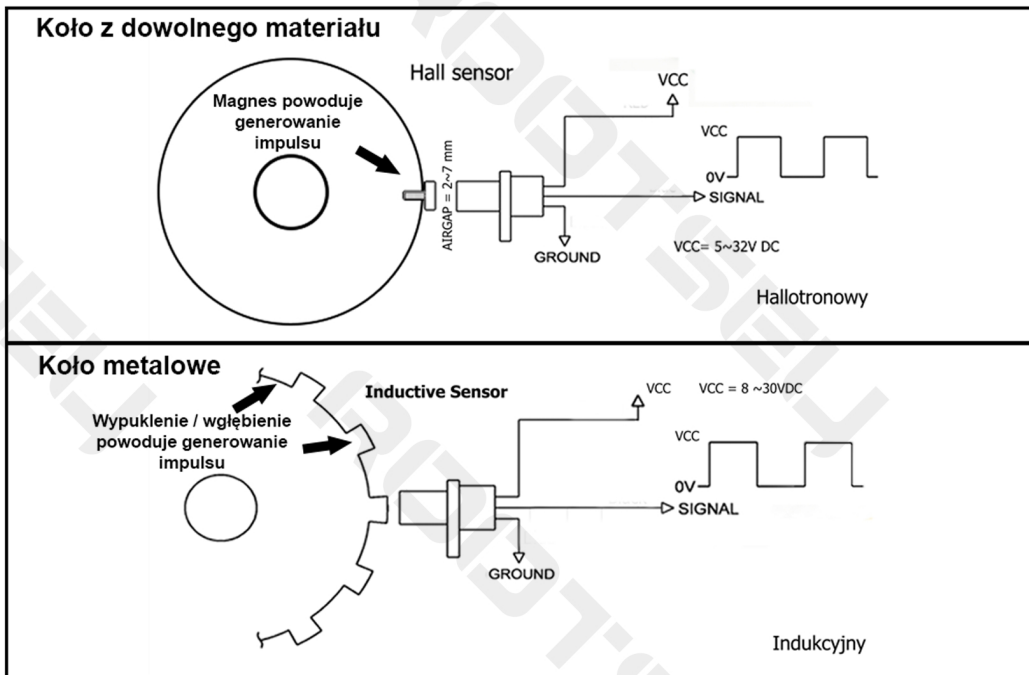 Koło z dowolnego materiału
Hall sensor
Magnes powoduje
generowanie
impulsu
AIRGAP = 2~7 mm
VCC
VCC
0V
SIGNAL
GROUND
VCC= 5~32V DC
Hallotronowy
Koło metalowe
Inductive Sensor
Wypuklenie / wgłębienie
powoduje generowanie
impulsu
VCC
VCC = 8 ~30VDC
VCC
0V
SIGNAL
GROUND
Indukcyjny